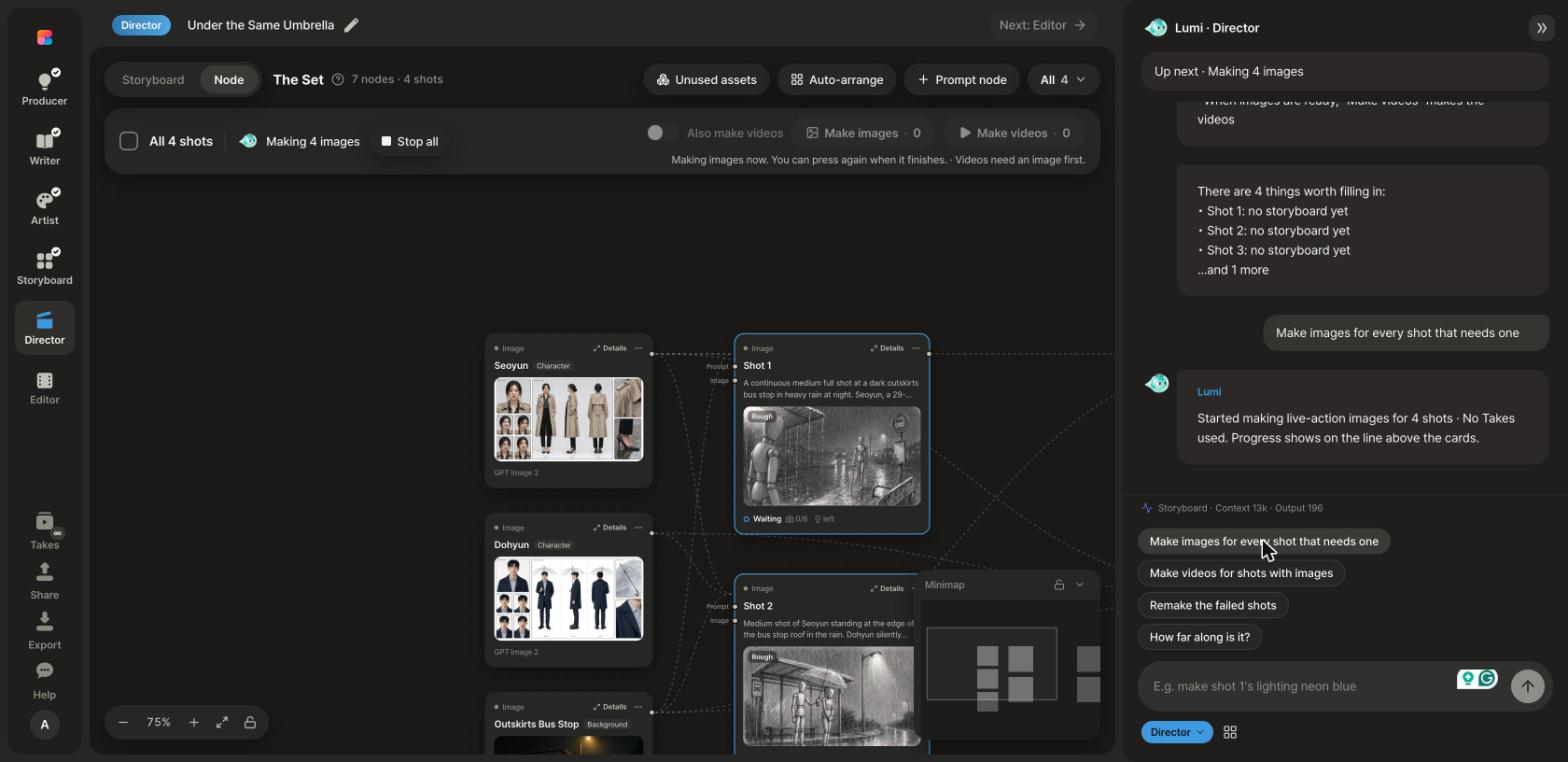 Director
Under the Same Umbrella
Next: Editor
Producer
Writer
Artist
Storyboard
Director
Editor
Takes
Share
Export
Help
A
Storyboard
Node
The Set
7 nodes · 4 shots
Unused assets
Auto-arrange
Prompt node
All 4
All 4 shots
Making 4 images
Stop all
Also make videos
Make images · 0
Make videos · 0
Making images now. You can press again when it finishes. · Videos need an image first.
Image
Details
Seoyun
Character
GPT Image 2
Image
Details
Dohyun
Character
GPT Image 2
Image
Details
Outskirts Bus Stop
Background
Image
Details
Prompt
Shot 1
Image
A continuous medium full shot at a dark outskirts
bus stop in heavy rain at night. Seoyun, a 29-...
Rough
Waiting
0/6
left
Image
Details
Prompt
Shot 2
Image
Medium shot of Seoyun standing at the edge of
the bus stop roof in the rain. Dohyun silently...
Rough
Minimap
75%
Lumi · Director
Up next · Making 4 images
When images are ready, "Make videos" makes the
videos
There are 4 things worth filling in:
• Shot 1: no storyboard yet
• Shot 2: no storyboard yet
• Shot 3: no storyboard yet
...and 1 more
Make images for every shot that needs one
Lumi
Started making live-action images for 4 shots · No Takes
used. Progress shows on the line above the cards.
Storyboard · Context 13k · Output 196
Make images for every shot that needs one
Make videos for shots with images
Remake the failed shots
How far along is it?
E.g. make shot 1's lighting neon blue
Director